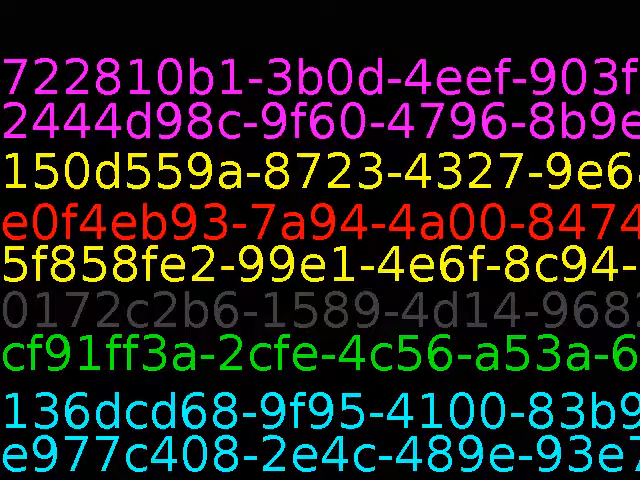 722810b1-3b0d-4eef-903f
2444d98c-9f60-4796-8b9e
150d559a-8723-4327-9e6
e0f4eb93-7a94-4a00-8474
5f858fe2-99e1-4e6f-8c94-
0172c2b6-1589-4d14-968
cf91ff3a-2cfe-4c56-a53a-6
136dcd68-9f95-4100-83b9
e977c408-2e4c-489e-93e7